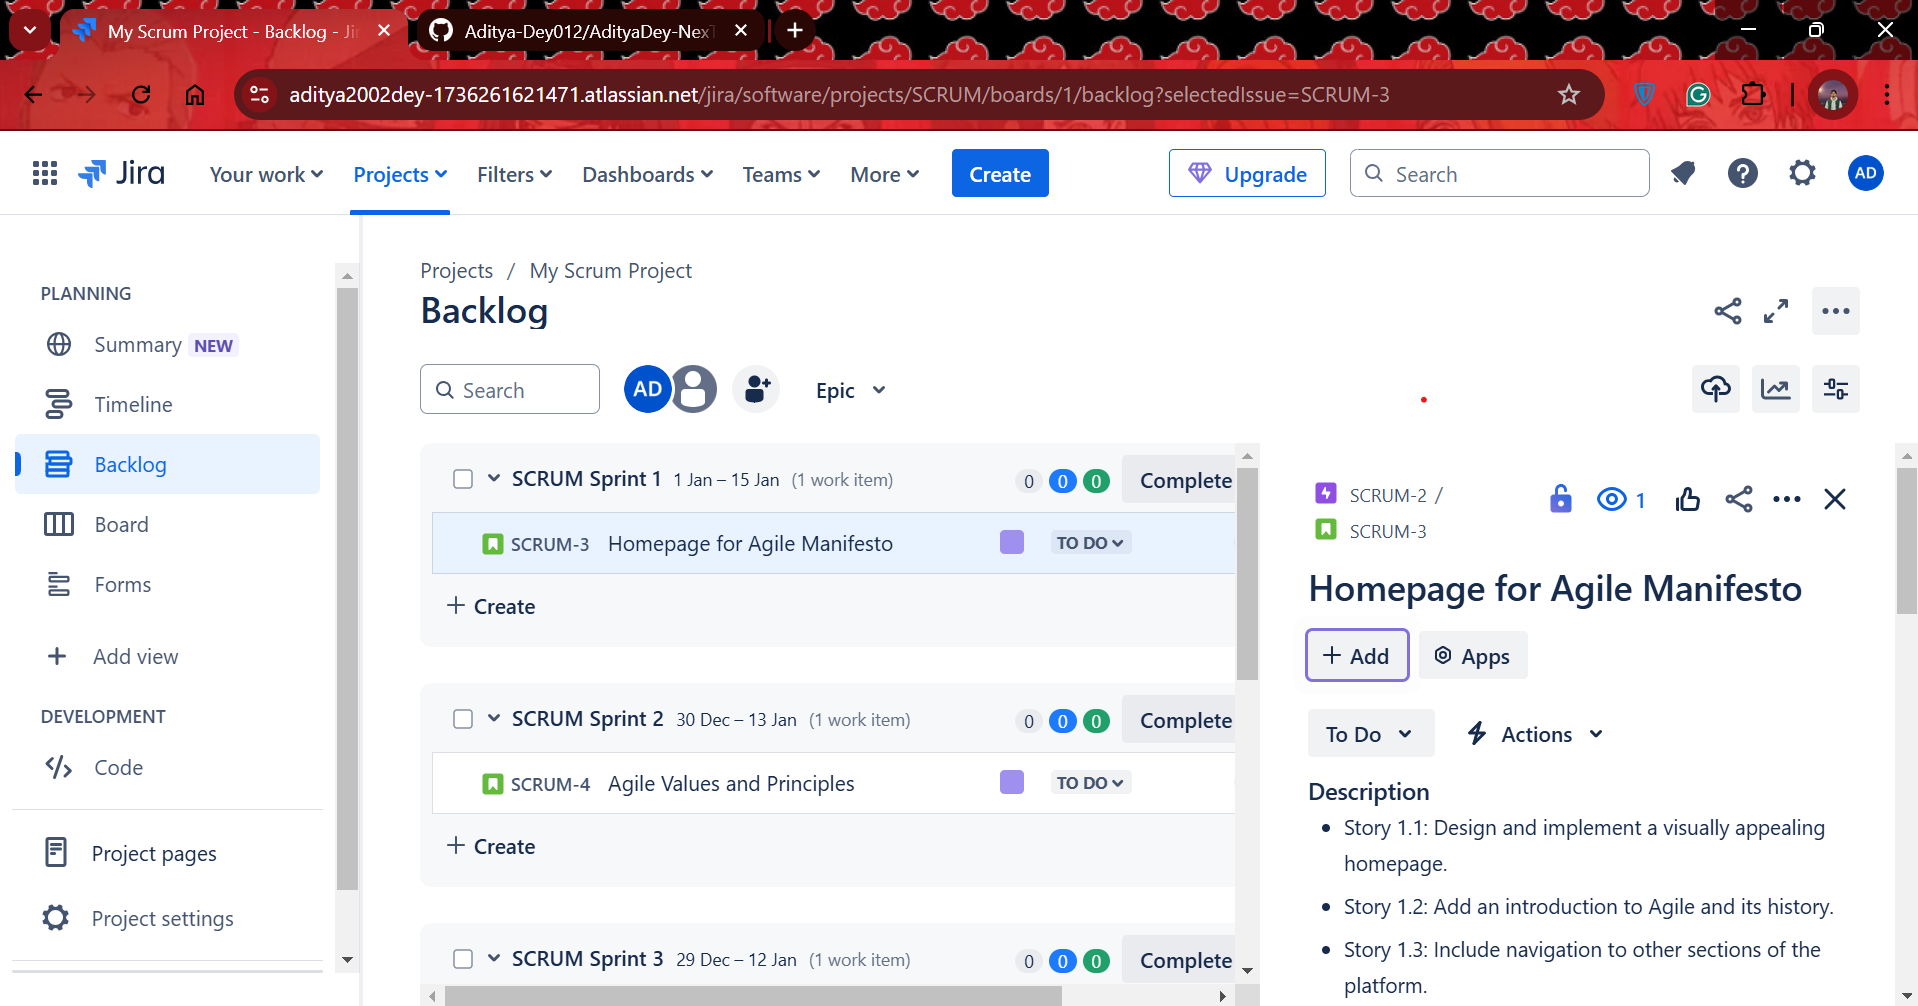 My Scrum Project - Backlog - Ji
Aditya-Dey012/AdityaDey-NexT
aditya2002dey-1736261621471.atlassian.net/jira/software/projects/SCRUM/boards/1/backlog?selectedIssue=SCRUM-3
Jira
Your work
Projects
Filters
Dashboards
Teams
More
Create
Upgrade
Search
AD
PLANNING
Summary NEW
Timeline
Backlog
Board
Forms
Add view
DEVELOPMENT
Code
Project pages
Project settings
Projects / My Scrum Project
Backlog
Search
AD
Epic
SCRUM Sprint 1 1 Jan – 15 Jan (1 work item) 0 0 0 Complete
SCRUM-3 Homepage for Agile Manifesto TO DO
+ Create
SCRUM Sprint 2 30 Dec – 13 Jan (1 work item) 0 0 0 Complete
SCRUM-4 Agile Values and Principles TO DO
+ Create
SCRUM Sprint 3 29 Dec – 12 Jan (1 work item) 0 0 0 Complete
SCRUM-2 /
SCRUM-3
1
Homepage for Agile Manifesto
+ Add
Apps
To Do
Actions
Description
• Story 1.1: Design and implement a visually appealing
homepage.
• Story 1.2: Add an introduction to Agile and its history.
• Story 1.3: Include navigation to other sections of the
platform.